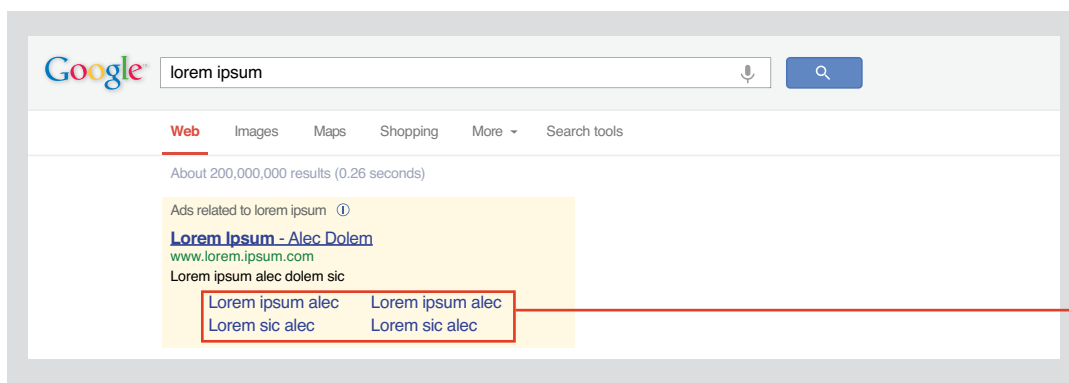 Google lorem ipsum
Web Images Maps Shopping More Search tools
About 200,000,000 results (0.26 seconds)
Ads related to lorem ipsum
Lorem Ipsum - Alec Dolem
www.lorem.ipsum.com
Lorem ipsum alec dolem sic
Lorem ipsum alec Lorem ipsum alec
Lorem sic alec Lorem sic alec